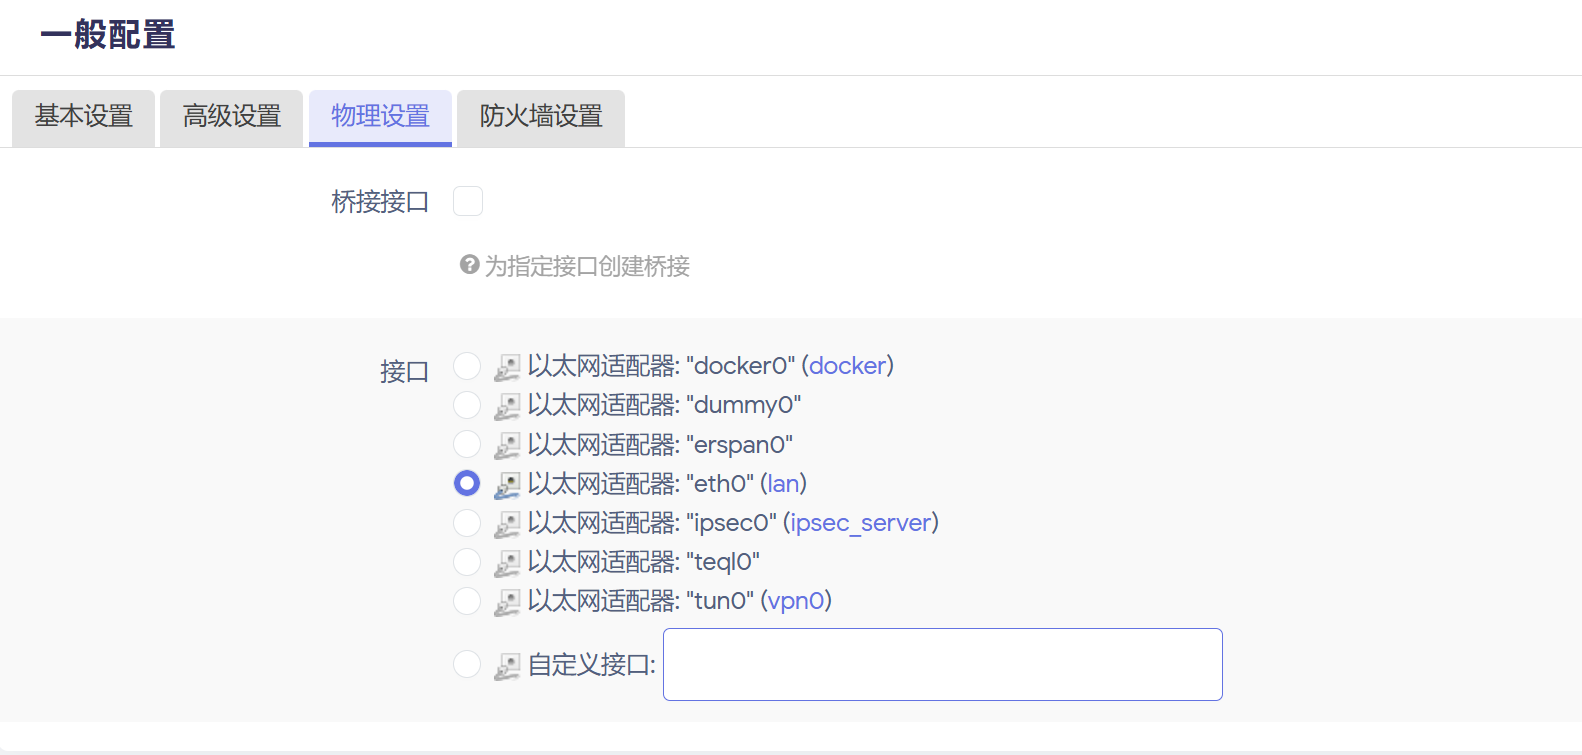 一般配置
基本设置 高级设置 物理设置 防火墙设置
桥接接口
为指定接口创建桥接
接口
以太网适配器: "docker0" (docker)
以太网适配器: "dummy0"
以太网适配器: "erspan0"
以太网适配器: "eth0" (lan)
以太网适配器: "ipsec0" (ipsec_server)
以太网适配器: "teql0"
以太网适配器: "tun0" (vpn0)
自定义接口: